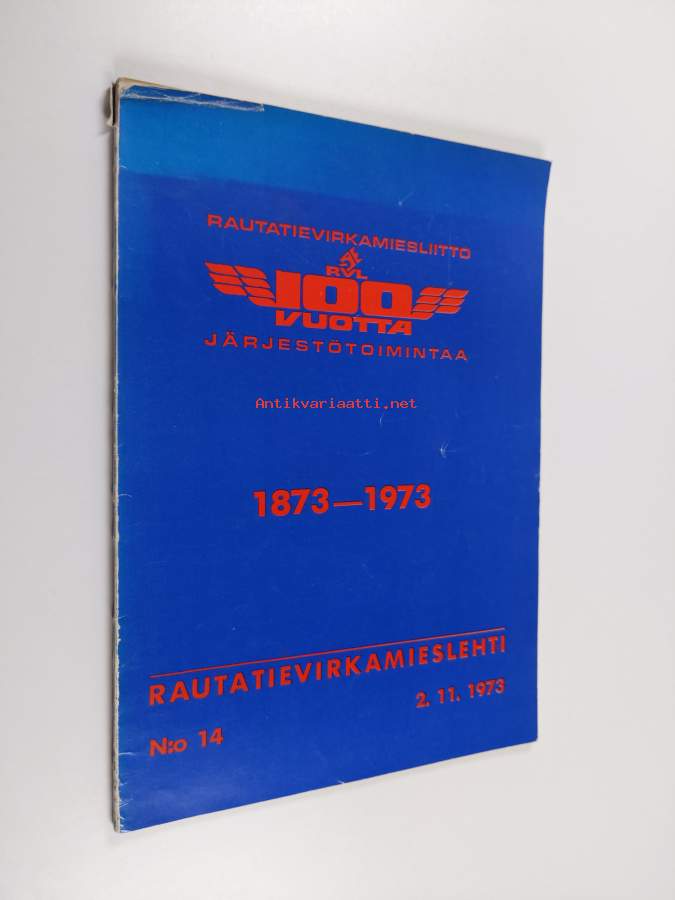 RAUTATIEVIRKAMIESLIITTO
RVL
100
VUOTTA
JÄRJESTÖTOIMINTAA
Antikvariaatti.net
1873—1973
RAUTATIEVIRKAMIESLEHTI
2. 11. 1973
N:o 14